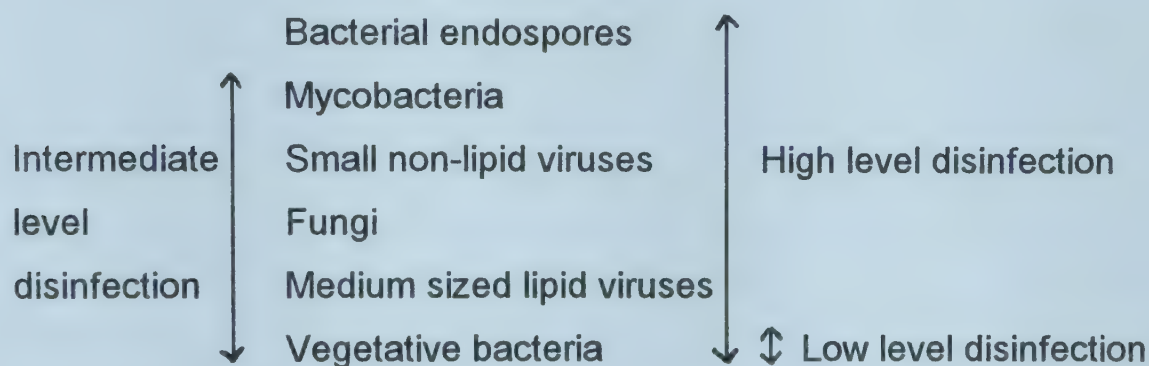 Bacterial endospores
Mycobacteria
Intermediate level disinfection
Small non-lipid viruses
High level disinfection
Fungi
Medium sized lipid viruses
Vegetative bacteria
Low level disinfection